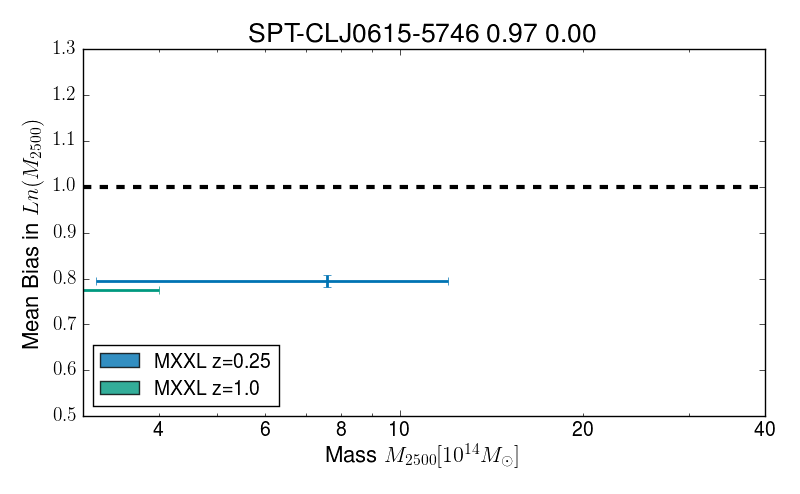 SPT-CLJ0615-5746 0.97 0.00
1.3
1.2
1.1
1.0
0.9
0.8
0.7
0.6
0.5
Mean Bias in Ln(M₂₅₀₀)
MXXL z=0.25
MXXL z=1.0
4 6 8 10 20 40
Mass M₂₅₀₀[10¹⁴M⊙]